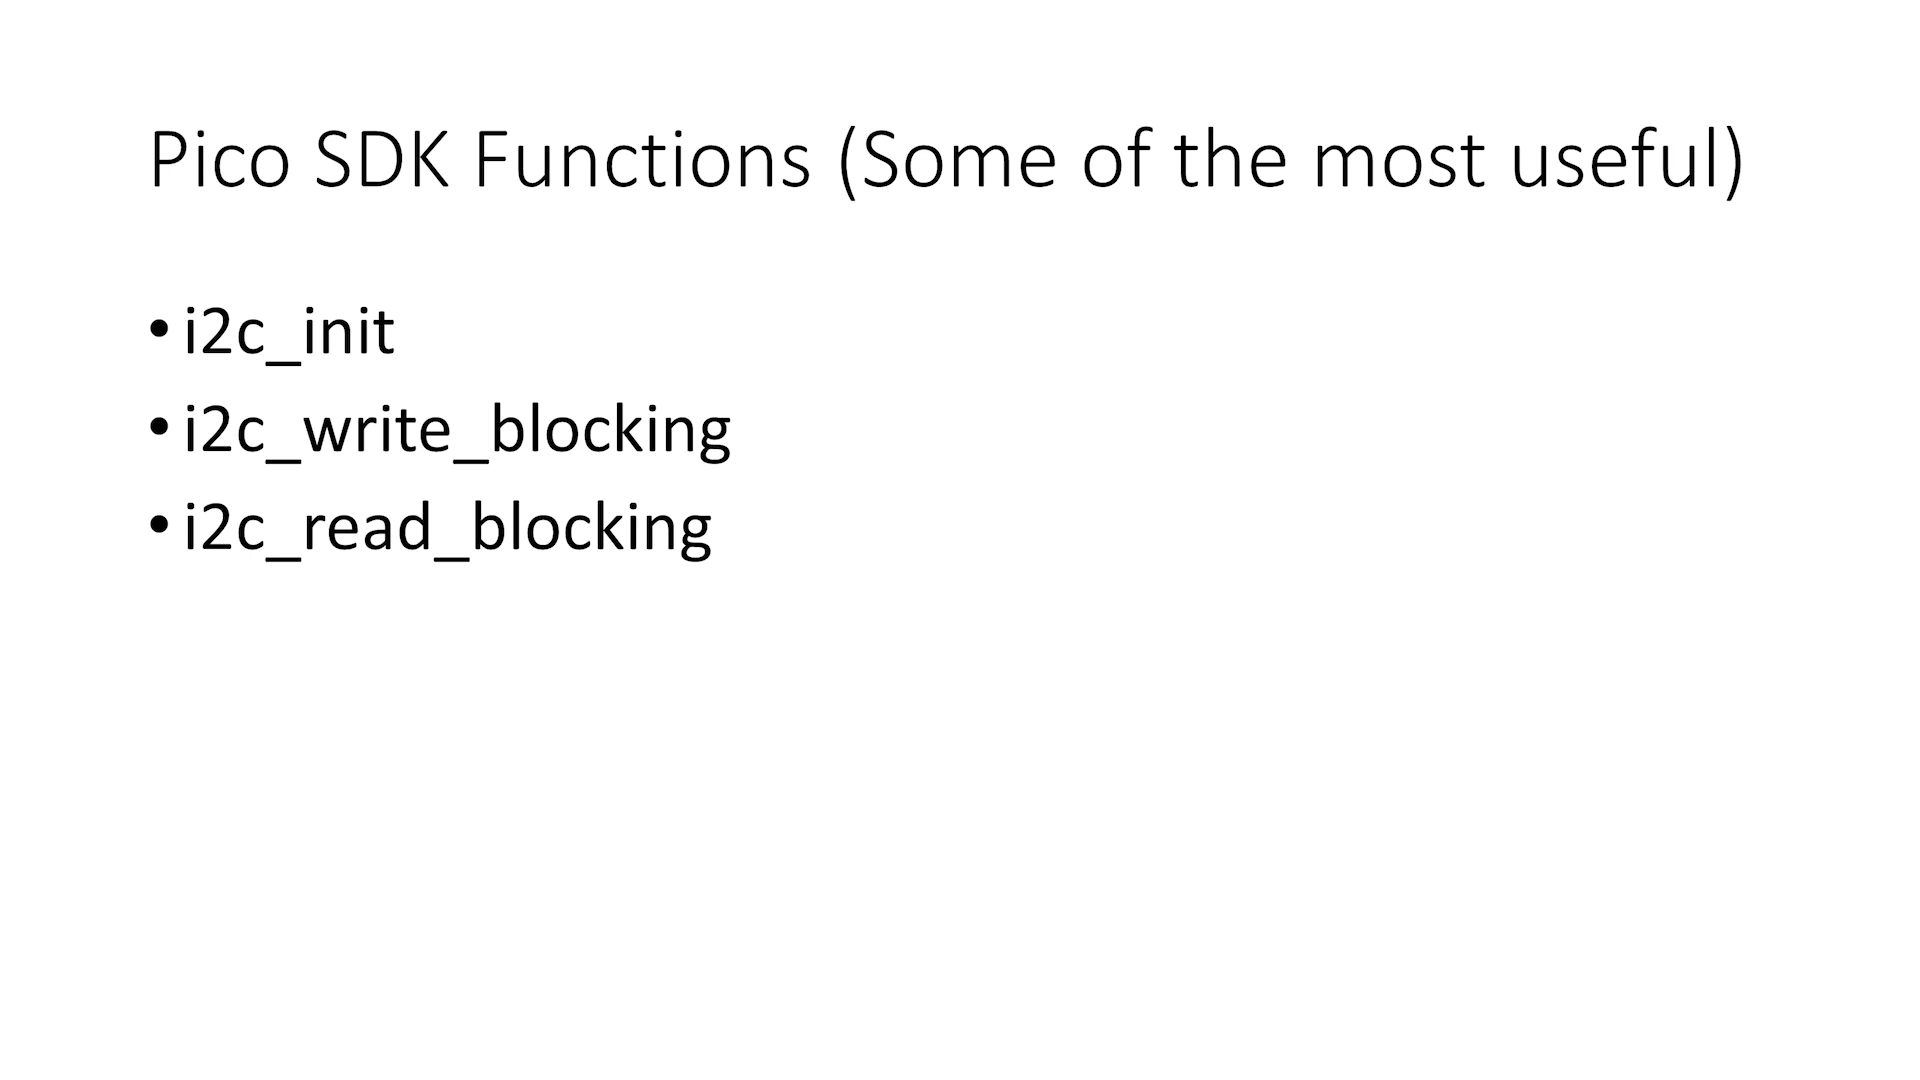 Pico SDK Functions (Some of the most useful)
• i2c_init
• i2c_write_blocking
• i2c_read_blocking